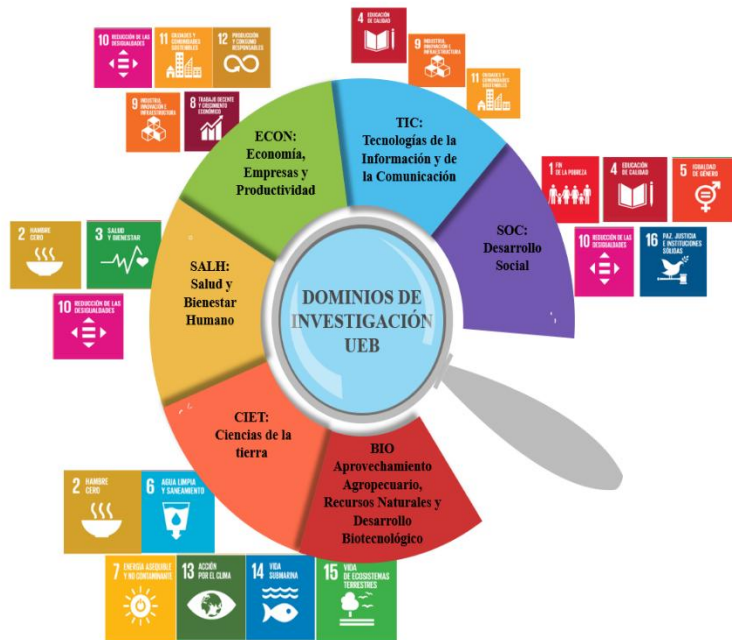 4 EDUCACIÓN
DE CALIDAD
10 REDUCCIÓN DE LAS
DESIGUALDADES
11 CIUDADES Y
COMUNIDADES
SOSTENIBLES
12 PRODUCCIÓN
Y CONSUMO
RESPONSABLES
9 INDUSTRIA,
INNOVACIÓN E
INFRAESTRUCTURA
11 CIUDADES Y
COMUNIDADES
SOSTENIBLES
9 INDUSTRIA,
INNOVACIÓN E
INFRAESTRUCTURA
8 TRABAJO DECENTE
Y CRECIMIENTO
ECONÓMICO
ECON:
Economía,
Empresas y
Productividad
TIC:
Tecnologías de la
Información y de
la Comunicación
1 FIN
DE LA POBREZA
4 EDUCACIÓN
DE CALIDAD
5 IGUALDAD
DE GÉNERO
SOC:
Desarrollo
Social
10 REDUCCIÓN DE LAS
DESIGUALDADES
16 PAZ, JUSTICIA
E INSTITUCIONES
SÓLIDAS
2 HAMBRE
CERO
3 SALUD
Y BIENESTAR
SALH:
Salud y
Bienestar
Humano
10 REDUCCIÓN DE LAS
DESIGUALDADES
DOMINIOS DE
INVESTIGACIÓN
UEB
CIET:
Ciencias de la
tierra
BIO
Aprovechamiento
Agropecuario,
Recursos Naturales y
Desarrollo
Biotecnológico
2 HAMBRE
CERO
6 AGUA LIMPIA
Y SANEAMIENTO
7 ENERGÍA ASEQUIBLE
Y NO CONTAMINANTE
13 ACCIÓN
POR EL CLIMA
14 VIDA
SUBMARINA
15 VIDA
DE ECOSISTEMAS
TERRESTRES